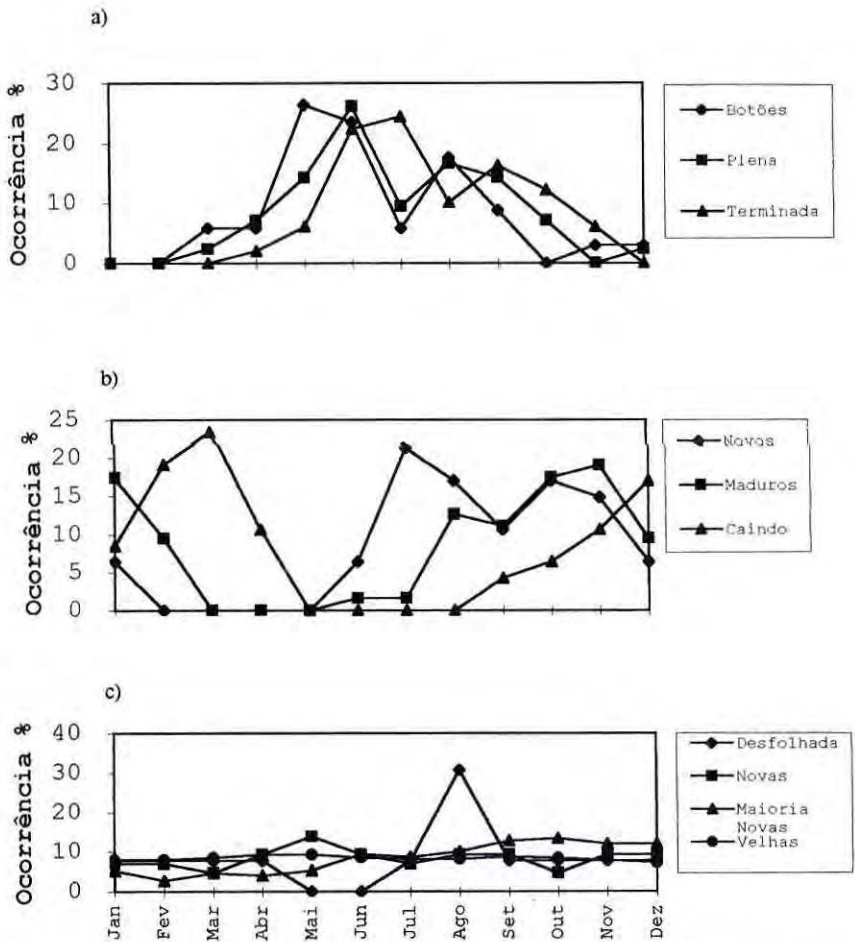 a)
Ocorrência %
30
20
10
0
Botões
Plena
Terminada
b)
Ocorrência %
25
20
15
10
5
0
Novos
Maduros
Caindo
c)
Ocorrência %
40
30
20
10
0
Desfolhada
Novas
Maioria
Novas
Velhas
Jan
Fev
Mar
Abr
Mai
Jun
Jul
Ago
Set
Out
Nov
Dez